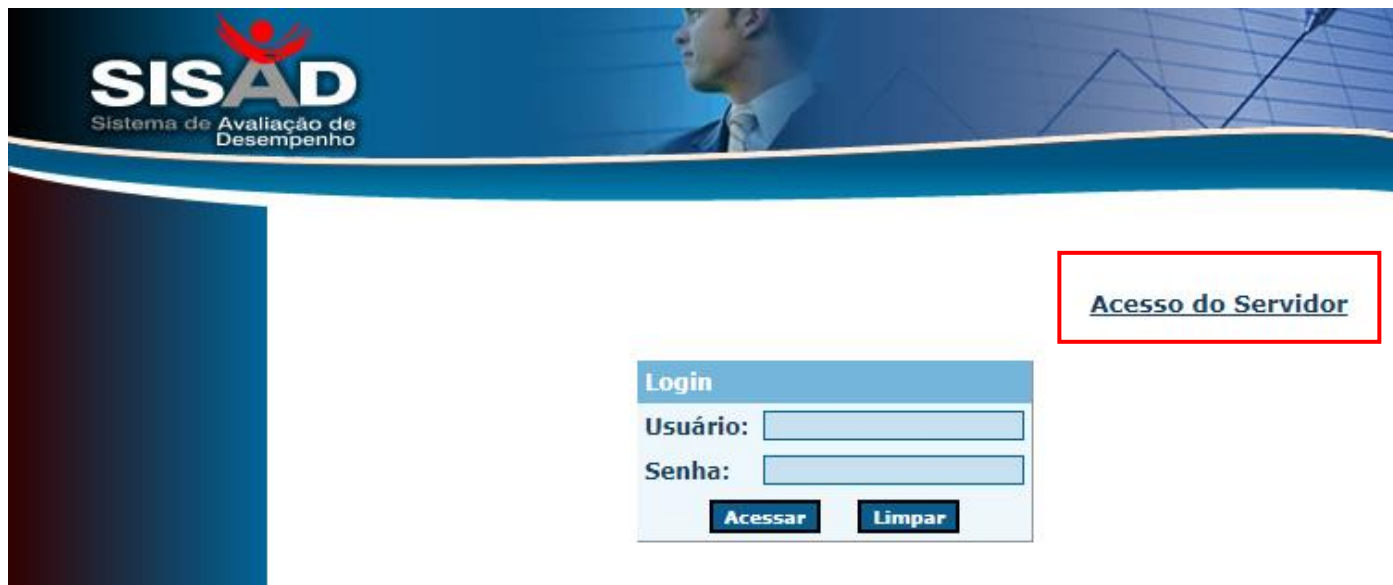 SISAD
Sistema de Avaliação de
Desempenho
Acesso do Servidor
Login
Usuário:
Senha:
Acessar Limpar